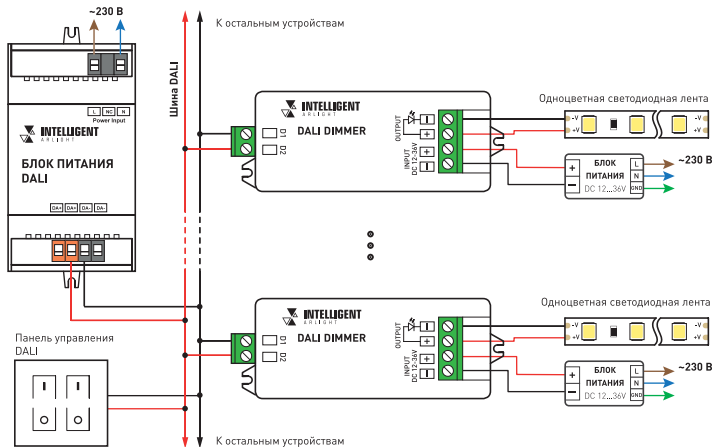 ~230 В
L NC N
Power Input
INTELLIGENT
ARLIGHT
БЛОК ПИТАНИЯ
DALI
DA+ DA+ DA- DA-
Панель управления
DALI
Шина DALI
К остальным устройствам
INTELLIGENT
ARLIGHT
DALI DIMMER
D1
D2
OUTPUT
INPUT
DC 12-36V
Одноцветная светодиодная лента
-V
+V
-V
+V
БЛОК
ПИТАНИЯ
DC 12...36V
L
N
GND
~230 В
INTELLIGENT
ARLIGHT
DALI DIMMER
D1
D2
OUTPUT
INPUT
DC 12-36V
Одноцветная светодиодная лента
-V
+V
-V
+V
БЛОК
ПИТАНИЯ
DC 12...36V
L
N
GND
~230 В
К остальным устройствам